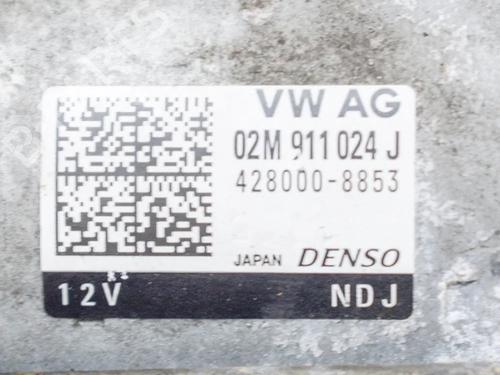 VW AG
02M 911 024 J
428000-8853
JAPAN DENSO
12V NDJ